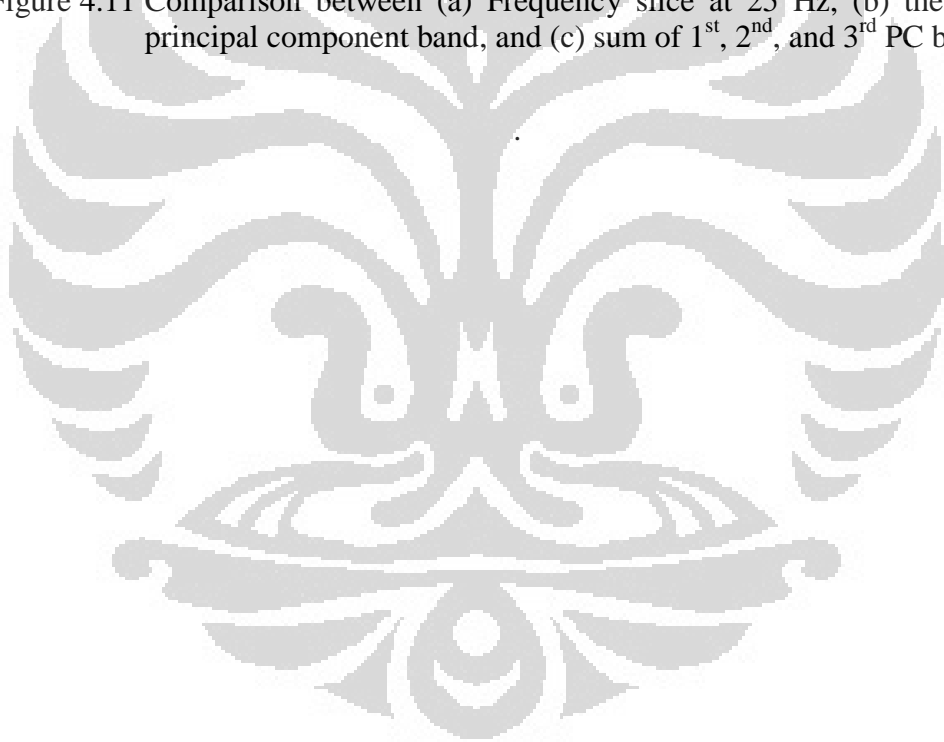 Figure 4.11 Comparison between (a) Frequency slice at 25 Hz, (b) the
principal component band, and (c) sum of 1st, 2nd, and 3rd PC b